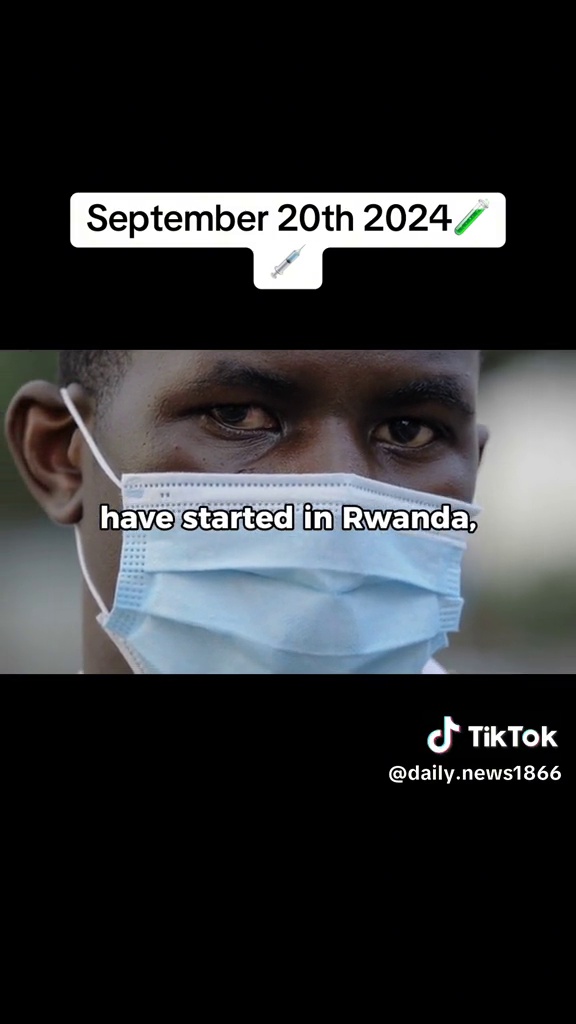 September 20th 2024🧪
💉
have started in Rwanda,
TikTok
@daily.news1866